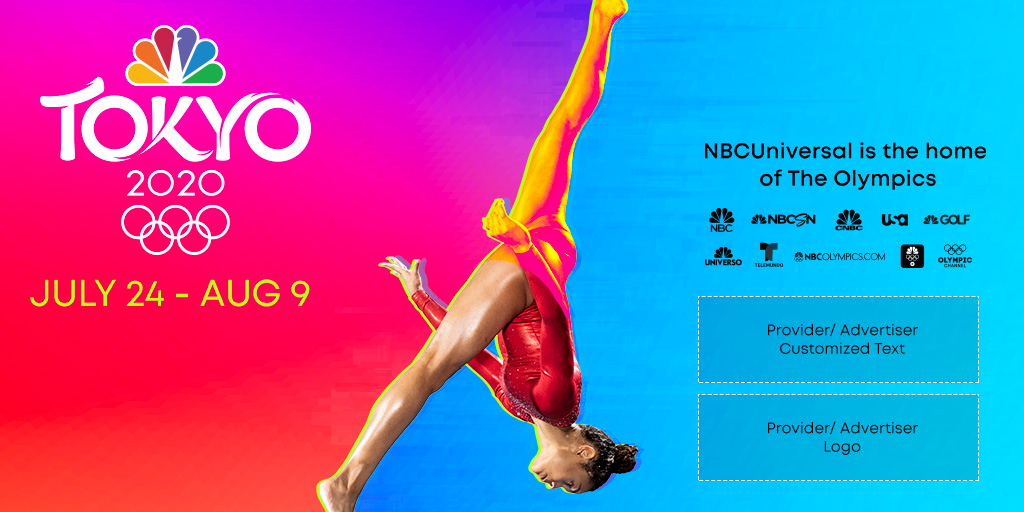 TOKYO
2020
JULY 24 - AUG 9
NBCUniversal is the home
of The Olympics
NBC
NBCSN
CNBC
USA
GOLF
UNIVERSO
TELEMUNDO
NBCOLYMPICS.COM
OLYMPIC
CHANNEL
Provider/ Advertiser
Customized Text
Provider/ Advertiser
Logo